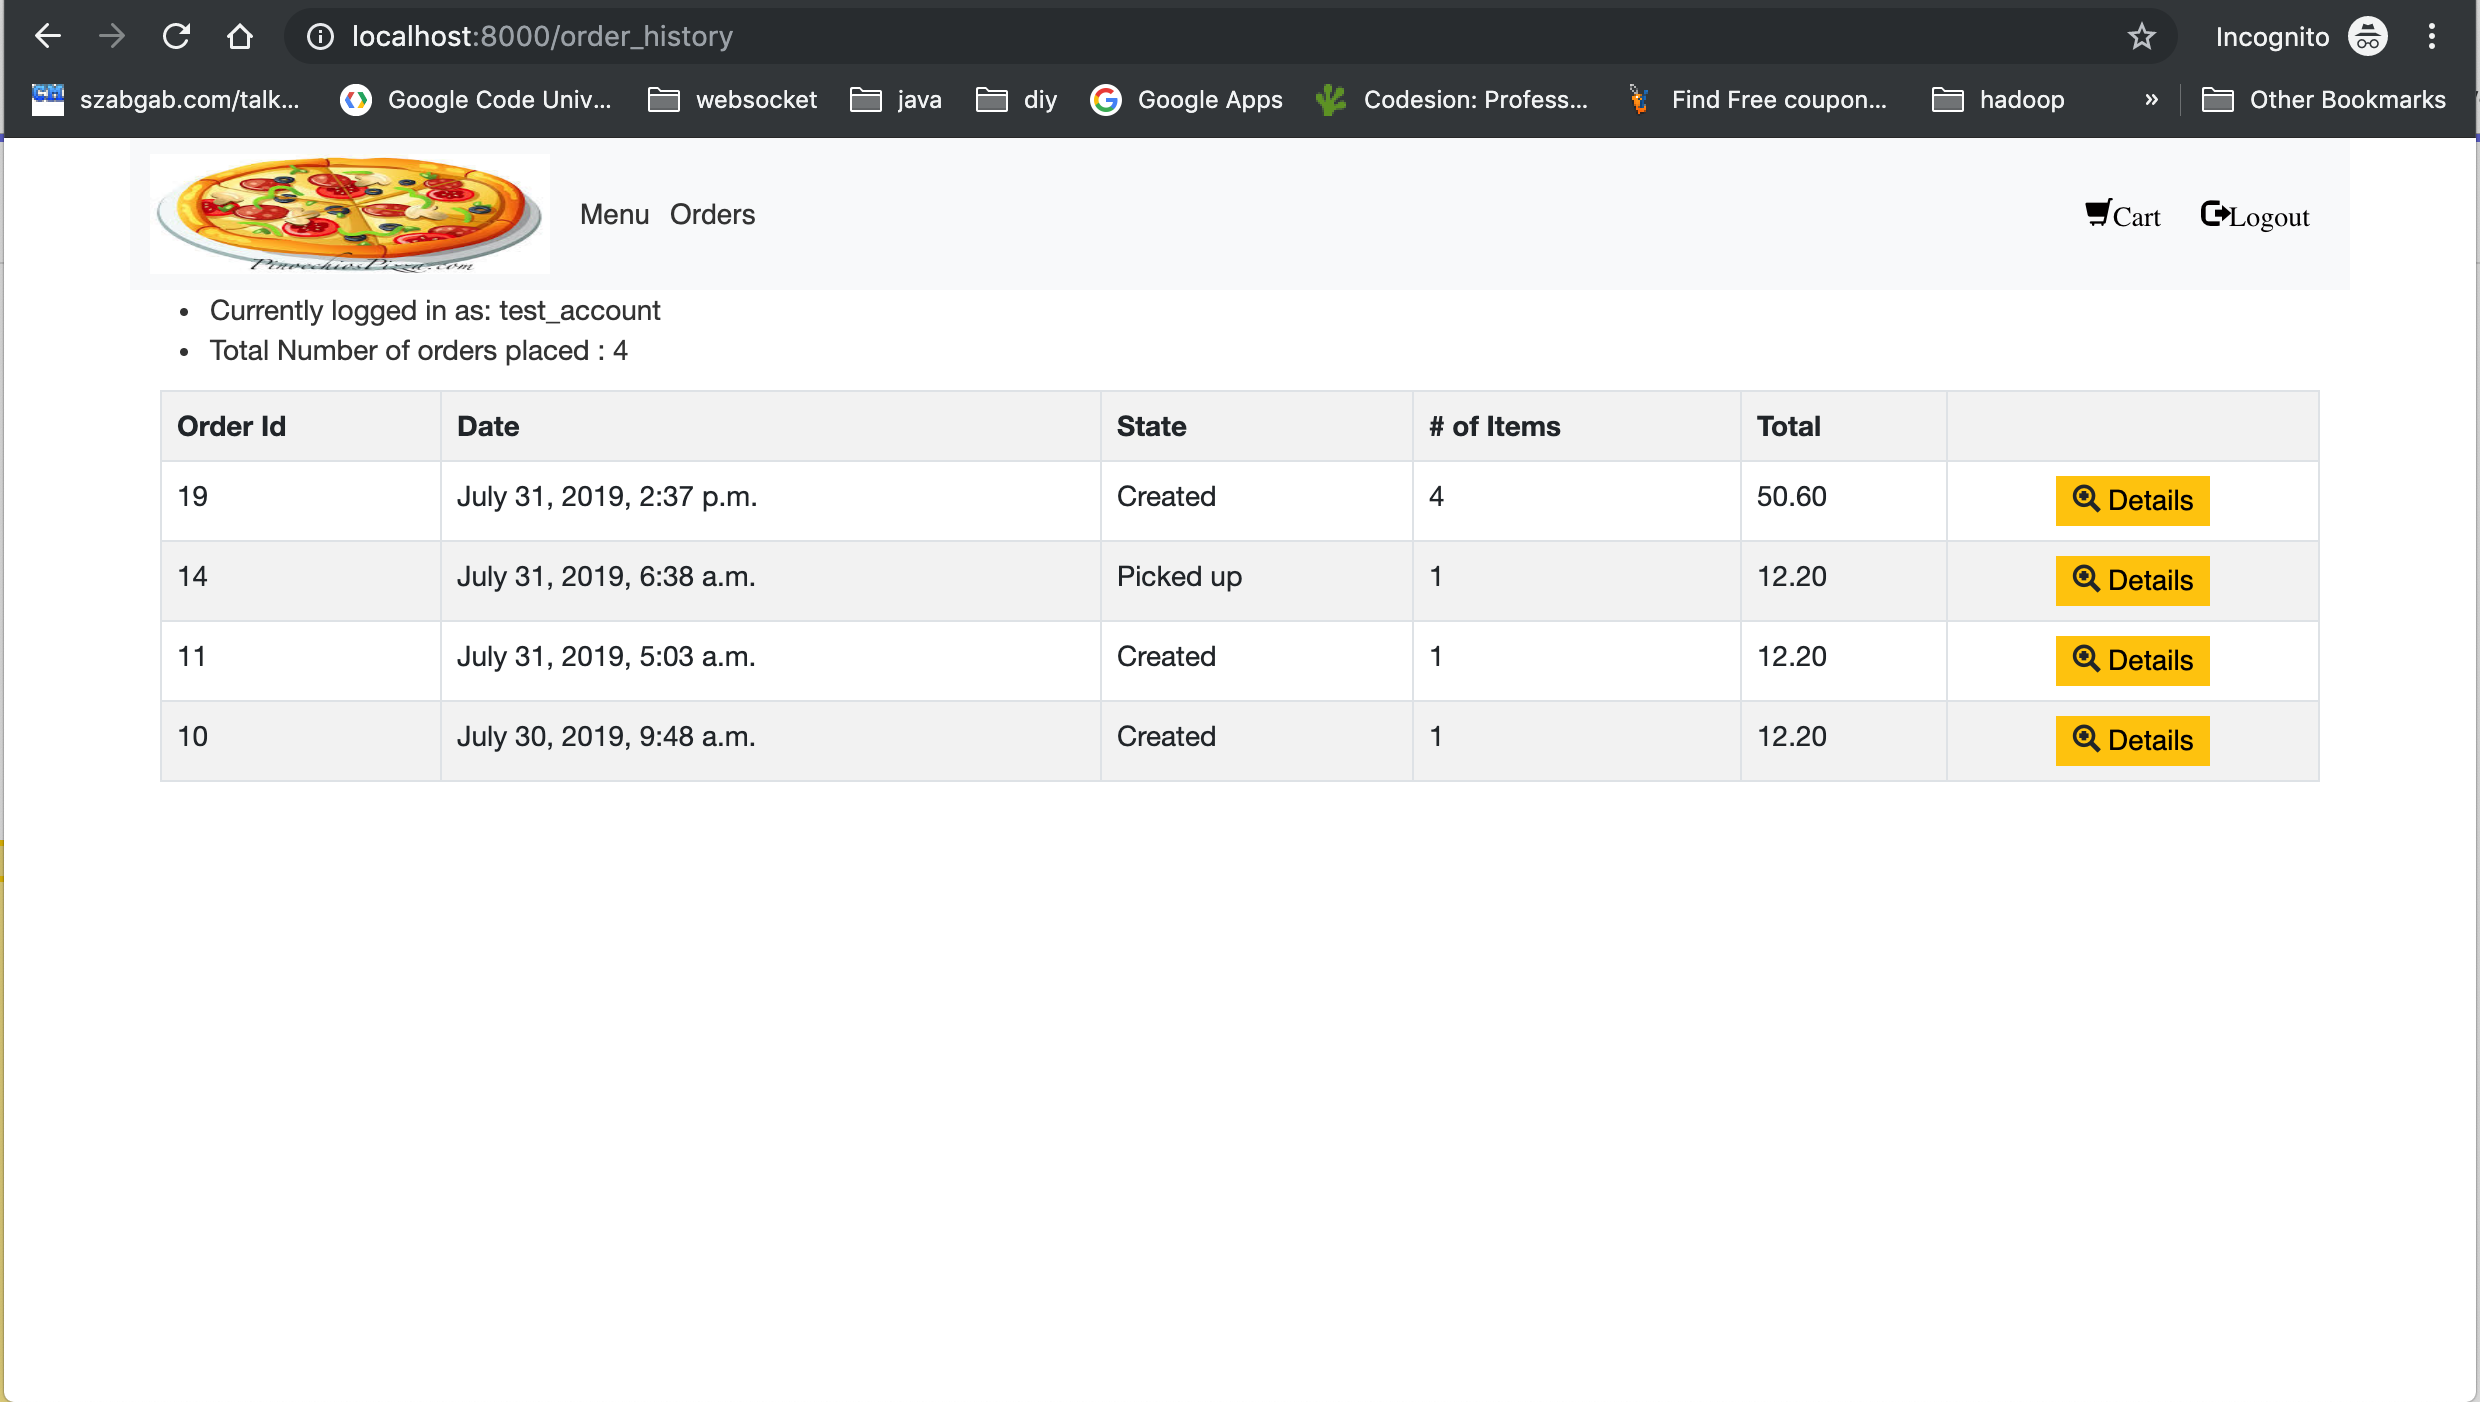 localhost:8000/order_history Incognito
szabgab.com/talk... Google Code Univ... websocket java diy Google Apps Codesion: Profess... Find Free coupon... hadoop » Other Bookmarks
PinocchiosPizza.com Menu Orders Cart Logout
• Currently logged in as: test_account
• Total Number of orders placed : 4
Order Id Date State # of Items Total
19 July 31, 2019, 2:37 p.m. Created 4 50.60 Details
14 July 31, 2019, 6:38 a.m. Picked up 1 12.20 Details
11 July 31, 2019, 5:03 a.m. Created 1 12.20 Details
10 July 30, 2019, 9:48 a.m. Created 1 12.20 Details